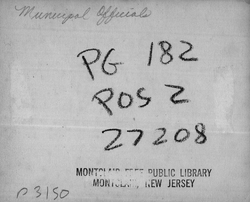 Municipal Officials
PG 182
POS 2
27208
MONTCLAIR FREE PUBLIC LIBRARY
MONTCLAIR, NEW JERSEY
p3150